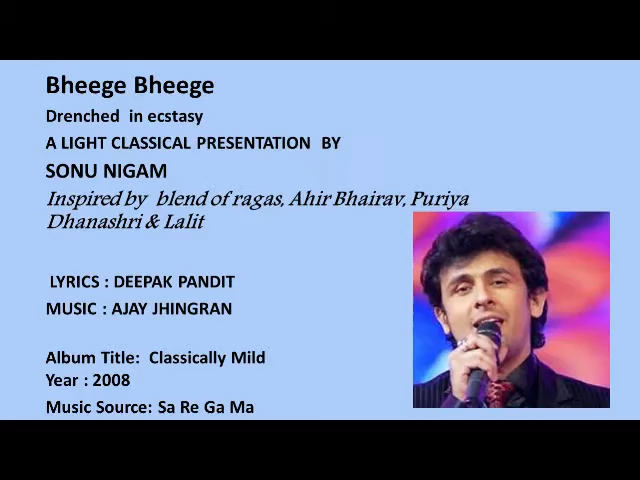 Bheege Bheege
Drenched in ecstasy
A LIGHT CLASSICAL PRESENTATION BY
SONU NIGAM
Inspired by blend of ragas, Ahir Bhairav, Puriya
Dhanashri & Lalit
LYRICS : DEEPAK PANDIT
MUSIC : AJAY JHINGRAN
Album Title: Classically Mild
Year : 2008
Music Source: Sa Re Ga Ma